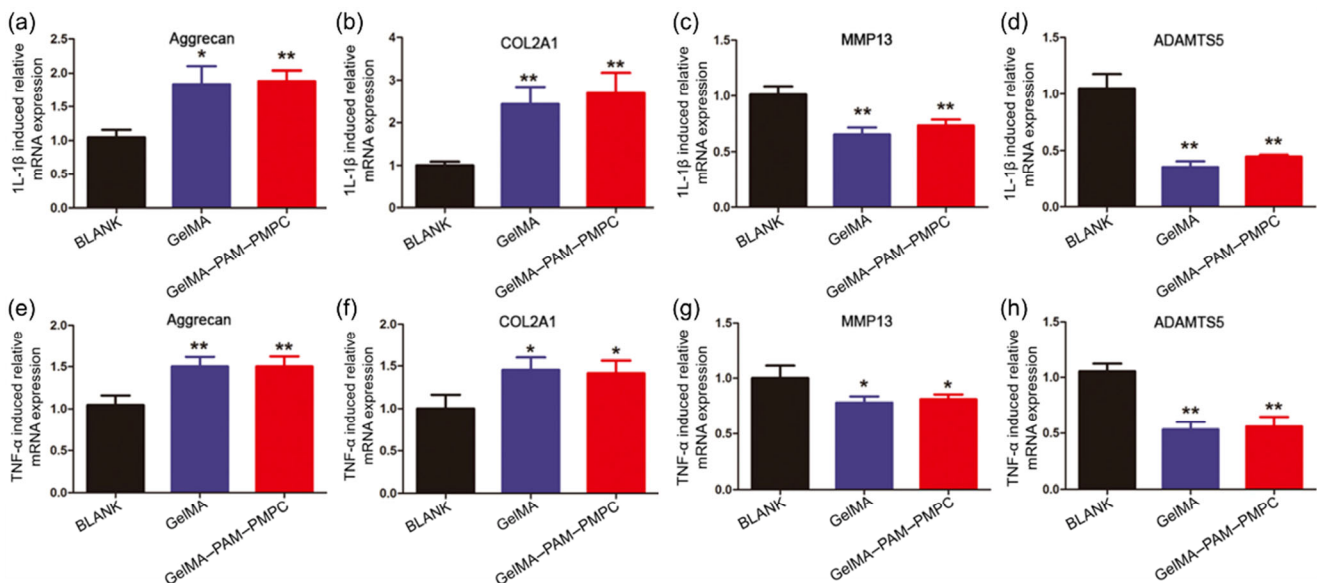 (a)
Aggrecan
1L-1β induced relative
mRNA expression
2.5
2.0
1.5
1.0
0.5
0.0
*
**
BLANK
GelMA
GelMA–PAM–PMPC
(b)
COL2A1
1L-1β induced relative
mRNA expression
4
3
2
1
0
**
**
BLANK
GelMA
GelMA–PAM–PMPC
(c)
MMP13
1L-1β induced relative
mRNA expression
1.5
1.0
0.5
0.0
**
**
BLANK
GelMA
GelMA–PAM–PMPC
(d)
ADAMTS5
1L-1β induced relative
mRNA expression
1.5
1.0
0.5
0.0
**
**
BLANK
GelMA
GelMA–PAM–PMPC
(e)
Aggrecan
TNF-α induced relative
mRNA expression
2.0
1.5
1.0
0.5
0.0
**
**
BLANK
GelMA
GelMA–PAM–PMPC
(f)
COL2A1
TNF-α induced relative
mRNA expression
2.0
1.5
1.0
0.5
0.0
*
*
BLANK
GelMA
GelMA–PAM–PMPC
(g)
MMP13
TNF-α induced relative
mRNA expression
1.5
1.0
0.5
0.0
*
*
BLANK
GelMA
GelMA–PAM–PMPC
(h)
ADAMTS5
TNF-α induced relative
mRNA expression
1.5
1.0
0.5
0.0
**
**
BLANK
GelMA
GelMA–PAM–PMPC